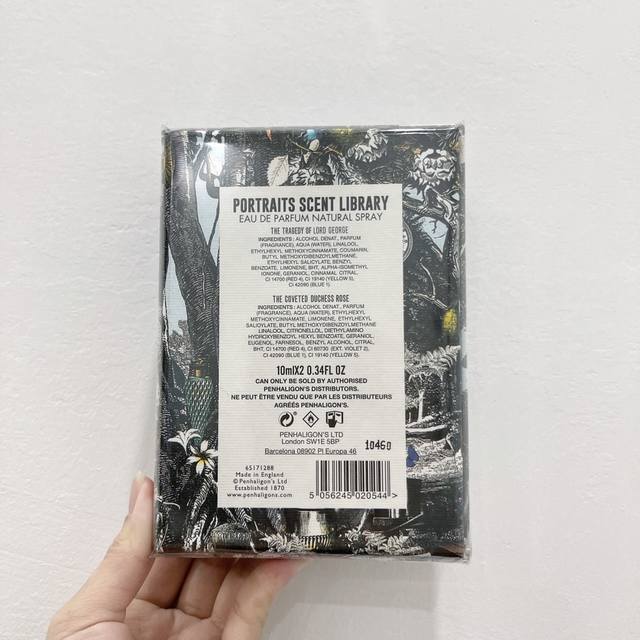 PORTRAITS SCENT LIBRARY
EAU DE PARFUM NATURAL SPRAY
THE TRAGEDY OF LORD GEORGE
INGREDIENTS : ALCOHOL DENAT., PARFUM
(FRAGRANCE), AQUA (WATER), LINALOOL,
ETHYLHEXYL METHOXYCINNAMATE, COUMARIN,
BUTYL METHOXYDIBENZOYLMETHANE,
ETHYLHEXYL SALICYLATE, BENZYL
BENZOATE, LIMONENE, BHT, ALPHA-ISOMETHYL
IONONE, GERANIOL, CINNAMAL, CITRAL,
CI 14700 (RED 4), CI 19140 (YELLOW 5),
CI 42090 (BLUE 1).
THE COVETED DUCHESS ROSE
INGREDIENTS : ALCOHOL DENAT., PARFUM
(FRAGRANCE), AQUA (WATER), ETHYLHEXYL
METHOXYCINNAMATE, LIMONENE, ETHYLHEXYL
SALICYLATE, BUTYL METHOXYDIBENZOYLMETHANE
LINALOOL, CITRONELLOL, DIETHYLAMINO
HYDROXYBENZOYL HEXYL BENZOATE, GERANIOL,
EUGENOL, FARNESOL, BENZYL ALCOHOL, CITRAL,
BHT, CI 14700 (RED 4), CI 60730 (EXT. VIOLET 2),
CI 42090 (BLUE 1), CI 19140 (YELLOW 5).
10mlX2 0.34FL OZ
CAN ONLY BE SOLD BY AUTHORISED
PENHALIGON'S DISTRIBUTORS.
NE PEUT ÊTRE VENDU QUE PAR LES DISTRIBUTEURS
AGRÉÉS PENHALIGON'S.
PENHALIGON'S LTD
London SW1E 5BP
10460
Barcelona 08902 Pl Europa 46
65171288
Made in England
©Penhaligon's Ltd
Established 1870
www.penhaligons.com
5 056245 020544 >